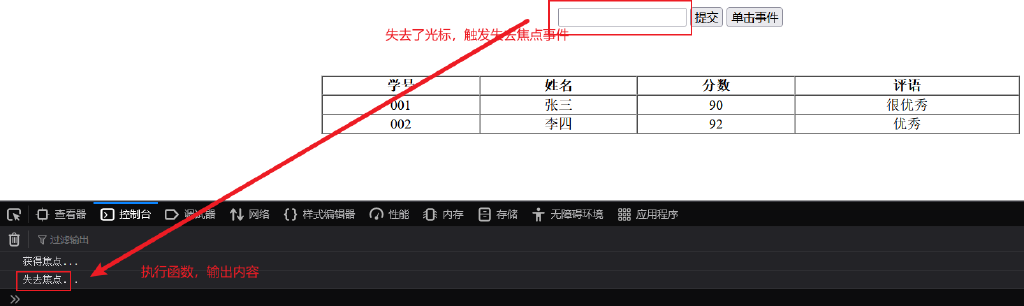 提交 单击事件
失去了光标，触发失去焦点事件
学号 姓名 分数 评语
001 张三 90 很优秀
002 李四 92 优秀
查看器 控制台 调试器 网络 样式编辑器 性能 内存 存储 无障碍环境 应用程序
过滤输出
获得焦点...
失去焦点...
执行函数，输出内容